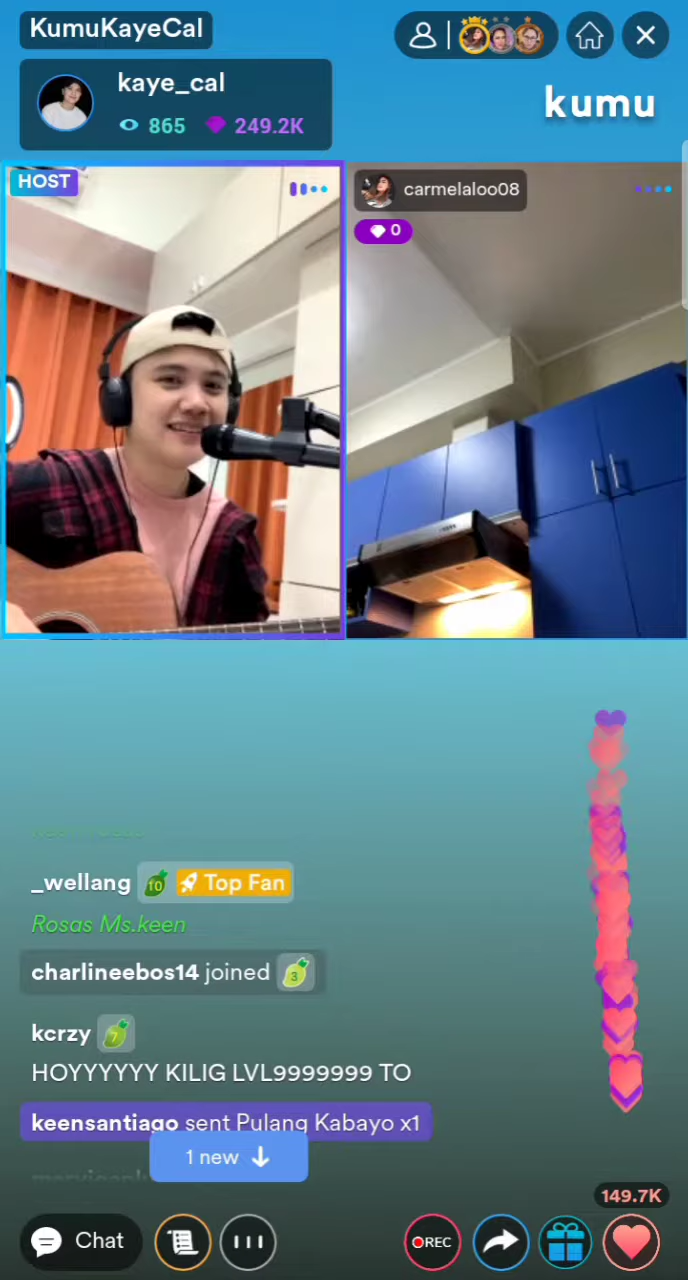 KumuKayeCal
kaye_cal
865
249.2K
kumu
HOST
carmelaloo08
0
_wellang 10 Top Fan
Rosas Ms.keen
charlineebos14 joined 3
kcrzy 7
HOYYYYYY KILIG LVL9999999 TO
keensantiago sent Pulang Kabayo x1
1 new
149.7K
Chat
REC